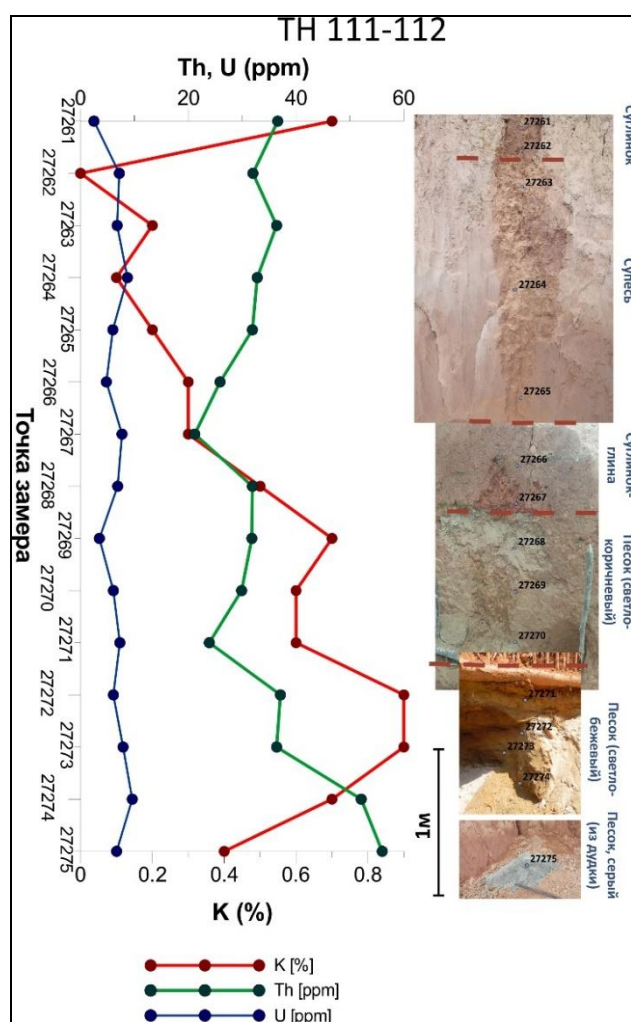 TH 111-112
Th, U (ppm)
0 20 40 60
27261
27262
27263
27264
27265
27266
27267
27268
27269
27270
27271
27272
27273
27274
27275
Точка замера
0 0.2 0.4 0.6 0.8
K (%)
K [%]
Th [ppm]
U [ppm]
27261
27262
27263
27264
27265
27266
27267
27268
27269
27270
27271
27272
27273
27274
27275
1м
Суглинок
Супесь
Суглинок-
глина
Песок (светло-
коричневый)
Песок (светло-
бежевый)
Песок, серый
(из дудки)